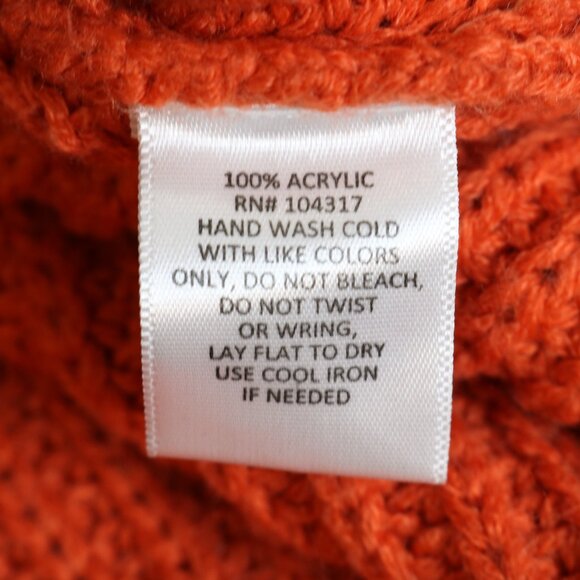 100% ACRYLIC
RN# 104317
HAND WASH COLD
WITH LIKE COLORS
ONLY, DO NOT BLEACH,
DO NOT TWIST
OR WRING,
LAY FLAT TO DRY
USE COOL IRON
IF NEEDED